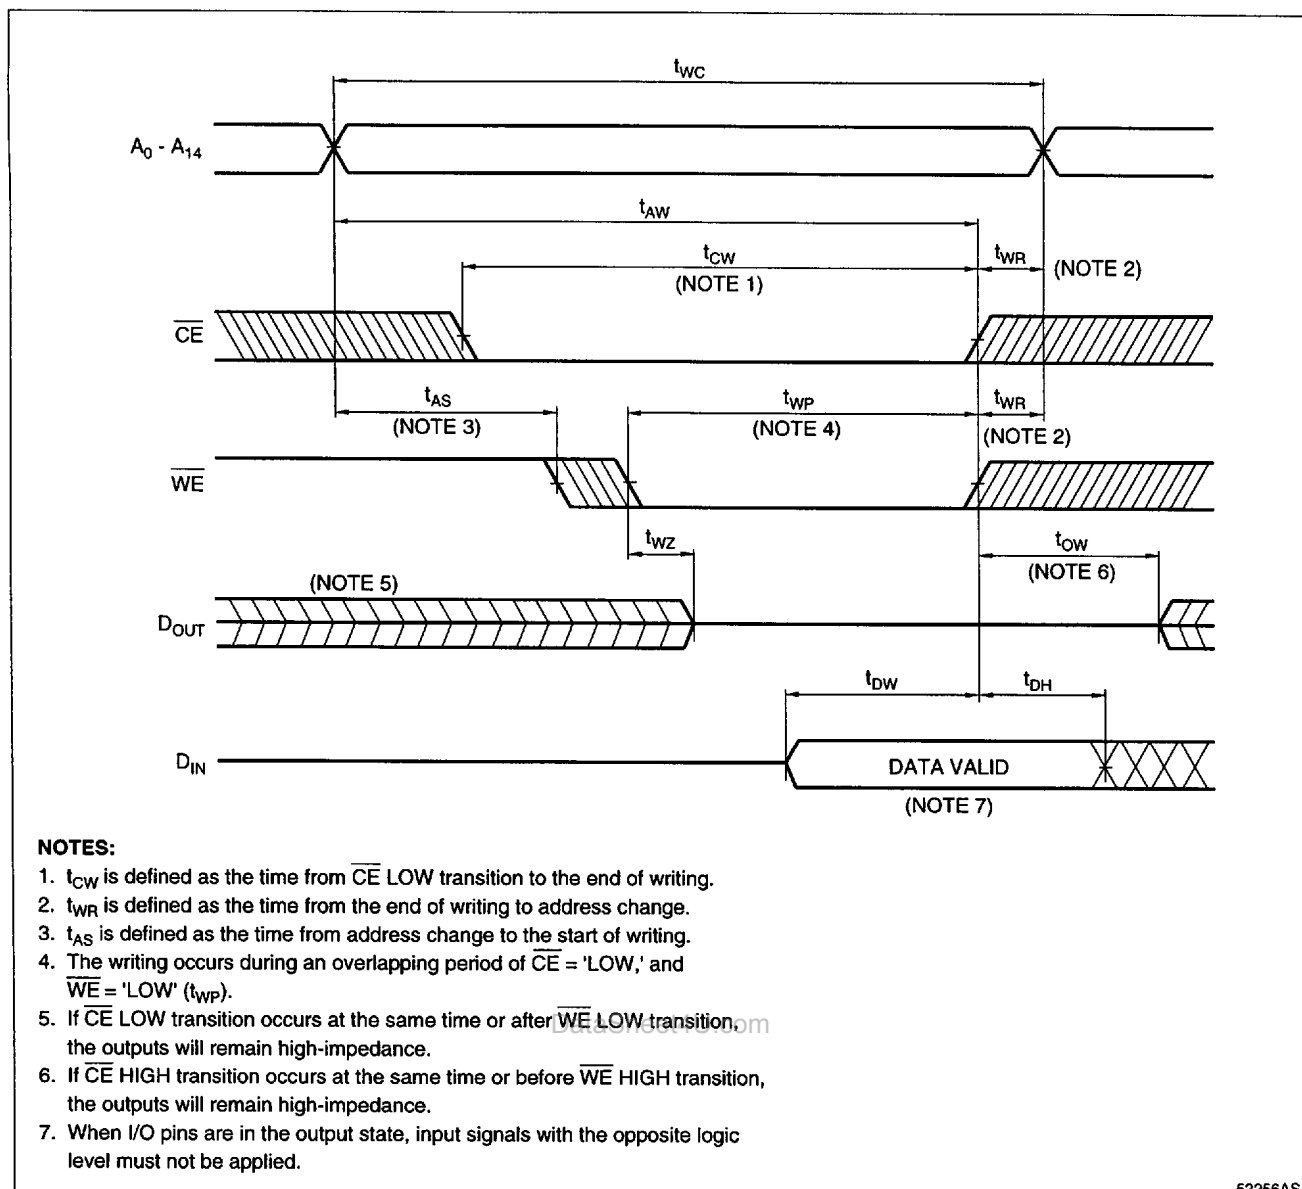 tWC
A0 - A14
tAW
tCW
(NOTE 1)
tWR
(NOTE 2)
CE
tAS
(NOTE 3)
tWP
(NOTE 4)
tWR
(NOTE 2)
WE
tWZ
tOW
(NOTE 6)
(NOTE 5)
DOUT
tDW
tDH
DIN
DATA VALID
(NOTE 7)
NOTES:
1. tCW is defined as the time from CE LOW transition to the end of writing.
2. tWR is defined as the time from the end of writing to address change.
3. tAS is defined as the time from address change to the start of writing.
4. The writing occurs during an overlapping period of CE = 'LOW,' and
WE = 'LOW' (tWP).
5. If CE LOW transition occurs at the same time or after WE LOW transition,
the outputs will remain high-impedance.
6. If CE HIGH transition occurs at the same time or before WE HIGH transition,
the outputs will remain high-impedance.
7. When I/O pins are in the output state, input signals with the opposite logic
level must not be applied.